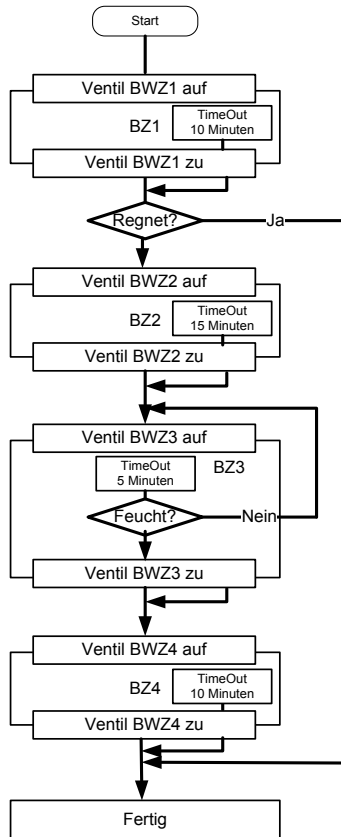 Start
Ventil BWZ1 auf
BZ1
TimeOut
10 Minuten
Ventil BWZ1 zu
Regnet?
Ja
Ventil BWZ2 auf
BZ2
TimeOut
15 Minuten
Ventil BWZ2 zu
Ventil BWZ3 auf
TimeOut
5 Minuten
BZ3
Feucht?
Nein
Ventil BWZ3 zu
Ventil BWZ4 auf
BZ4
TimeOut
10 Minuten
Ventil BWZ4 zu
Fertig